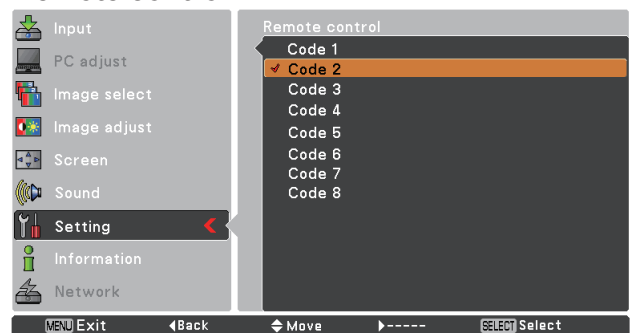 Input
PC adjust
Image select
Image adjust
Screen
Sound
Setting
Information
Network
Remote control
Code 1
Code 2
Code 3
Code 4
Code 5
Code 6
Code 7
Code 8
MENU Exit ◀Back Move ▶----- SELECT Select